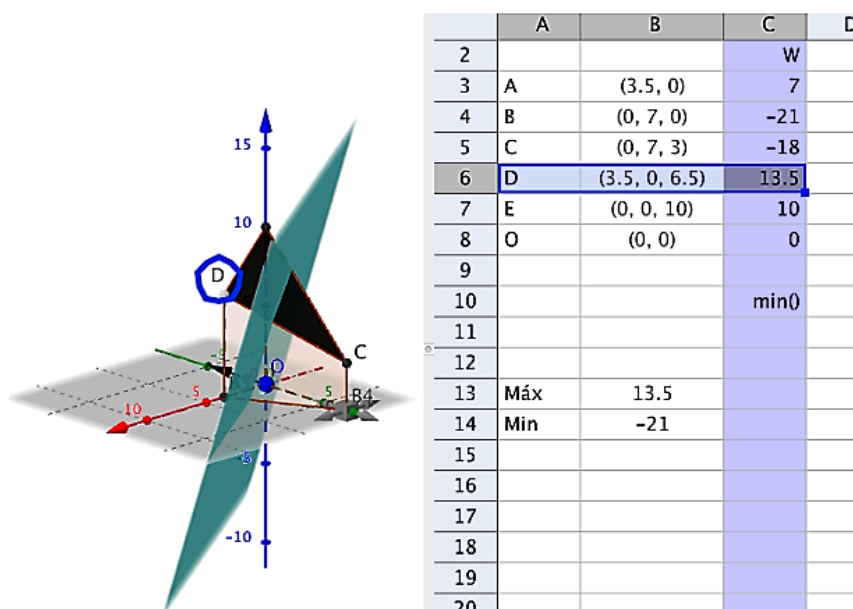 15
10
D
C
-5
O
5
B4
10
5
-5
-10
A B C D
2 W
3 A (3.5, 0) 7
4 B (0, 7, 0) -21
5 C (0, 7, 3) -18
6 D (3.5, 0, 6.5) 13.5
7 E (0, 0, 10) 10
8 O (0, 0) 0
9
10 min()
11
12
13 Máx 13.5
14 Min -21
15
16
17
18
19
20